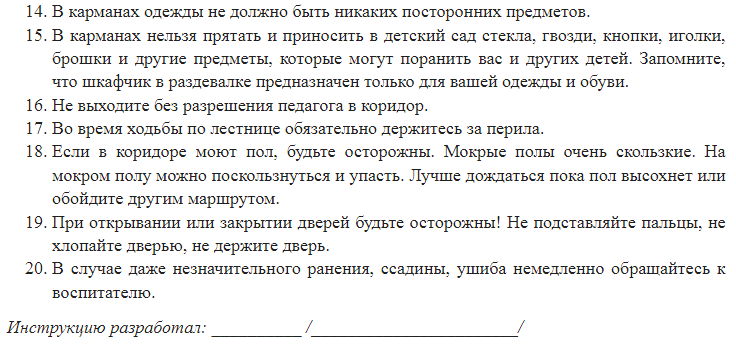 14. В карманах одежды не должно быть никаких посторонних предметов.
15. В карманах нельзя прятать и приносить в детский сад стекла, гвозди, кнопки, иголки,
брошки и другие предметы, которые могут поранить вас и других детей. Запомните,
что шкафчик в раздевалке предназначен только для вашей одежды и обуви.
16. Не выходите без разрешения педагога в коридор.
17. Во время ходьбы по лестнице обязательно держитесь за перила.
18. Если в коридоре моют пол, будьте осторожны. Мокрые полы очень скользкие. На
мокром полу можно поскользнуться и упасть. Лучше дождаться пока пол высохнет или
обойдите другим маршрутом.
19. При открывании или закрытии дверей будьте осторожны! Не подставляйте пальцы, не
хлопайте дверью, не держите дверь.
20. В случае даже незначительного ранения, ссадины, ушиба немедленно обращайтесь к
воспитателю.
Инструкцию разработал: __________ /_______________________/